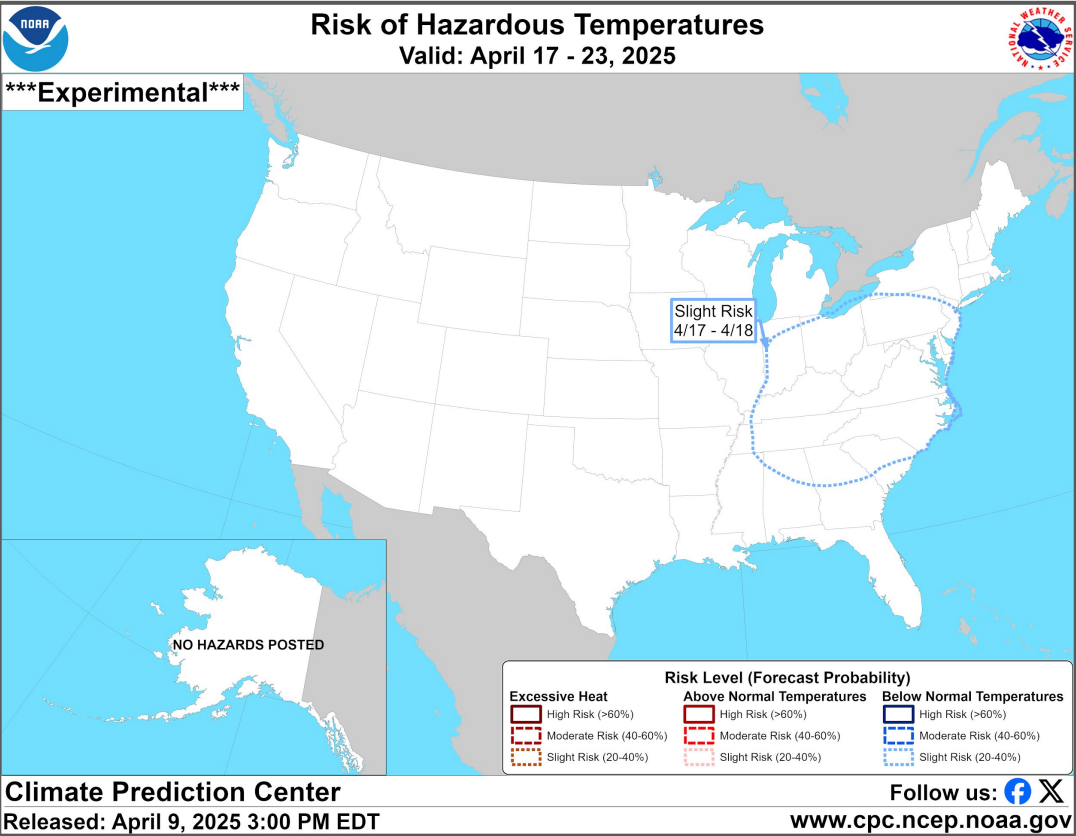 NOAA
Risk of Hazardous Temperatures
Valid: April 17 - 23, 2025
NATIONAL WEATHER SERVICE
***Experimental***
Slight Risk
4/17 - 4/18
NO HAZARDS POSTED
Risk Level (Forecast Probability)
Excessive Heat
High Risk (>60%)
Moderate Risk (40-60%)
Slight Risk (20-40%)
Above Normal Temperatures
High Risk (>60%)
Moderate Risk (40-60%)
Slight Risk (20-40%)
Below Normal Temperatures
High Risk (>60%)
Moderate Risk (40-60%)
Slight Risk (20-40%)
Climate Prediction Center
Follow us:
Released: April 9, 2025 3:00 PM EDT
www.cpc.ncep.noaa.gov